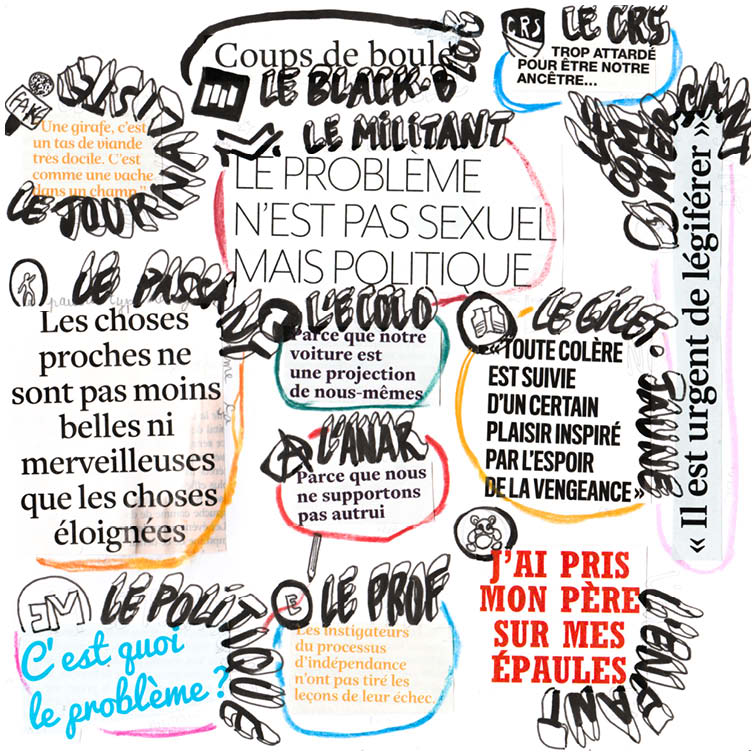 Coups de boule
LE BLACK-BLOC
CRS
LE CRS
TROP ATTARDÉ
POUR ÊTRE NOTRE
ANCÊTRE...
FAKE
LE JOURNALISTE
"Une girafe, c'est
un tas de viande
très docile. C'est
comme une vache
dans un champ."
LE MILITANT
LE PROBLÈME
N'EST PAS SEXUEL
MAIS POLITIQUE
LE COMMERÇANT
« Il est urgent de légiférer »
LE PASSANT
Les choses
proches ne
sont pas moins
belles ni
merveilleuses
que les choses
éloignées
L'ÉCOLO
Parce que notre
voiture est
une projection
de nous-mêmes
LE GILET JAUNE
« TOUTE COLÈRE
EST SUIVIE
D'UN CERTAIN
PLAISIR INSPIRÉ
PAR L'ESPOIR
DE LA VENGEANCE »
A
L'ANAR
Parce que nous
ne supportons
pas autrui
EM
LE POLITIQUE
C'est quoi
le problème ?
E
LE PROF
Les instigateurs
du processus
d'indépendance
n'ont pas tiré les
leçons de leur échec.
L'ENFANT
J'AI PRIS
MON PÈRE
SUR MES
ÉPAULES